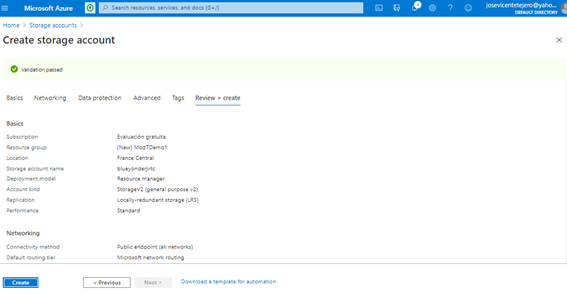 Microsoft Azure
Search resources, services, and docs (G+/)
josevicentetejero@yaho...
DEFAULT DIRECTORY
Home > Storage accounts >
Create storage account
Validation passed
Basics Networking Data protection Advanced Tags Review + create
Basics
Subscription Evaluación gratuita
Resource group (New) Mod7Demo1
Location France Central
Storage account name blueyonderjvtc
Deployment model Resource manager
Account kind StorageV2 (general purpose v2)
Replication Locally-redundant storage (LRS)
Performance Standard
Networking
Connectivity method Public endpoint (all networks)
Default routing tier Microsoft network routing
Create < Previous Next > Download a template for automation